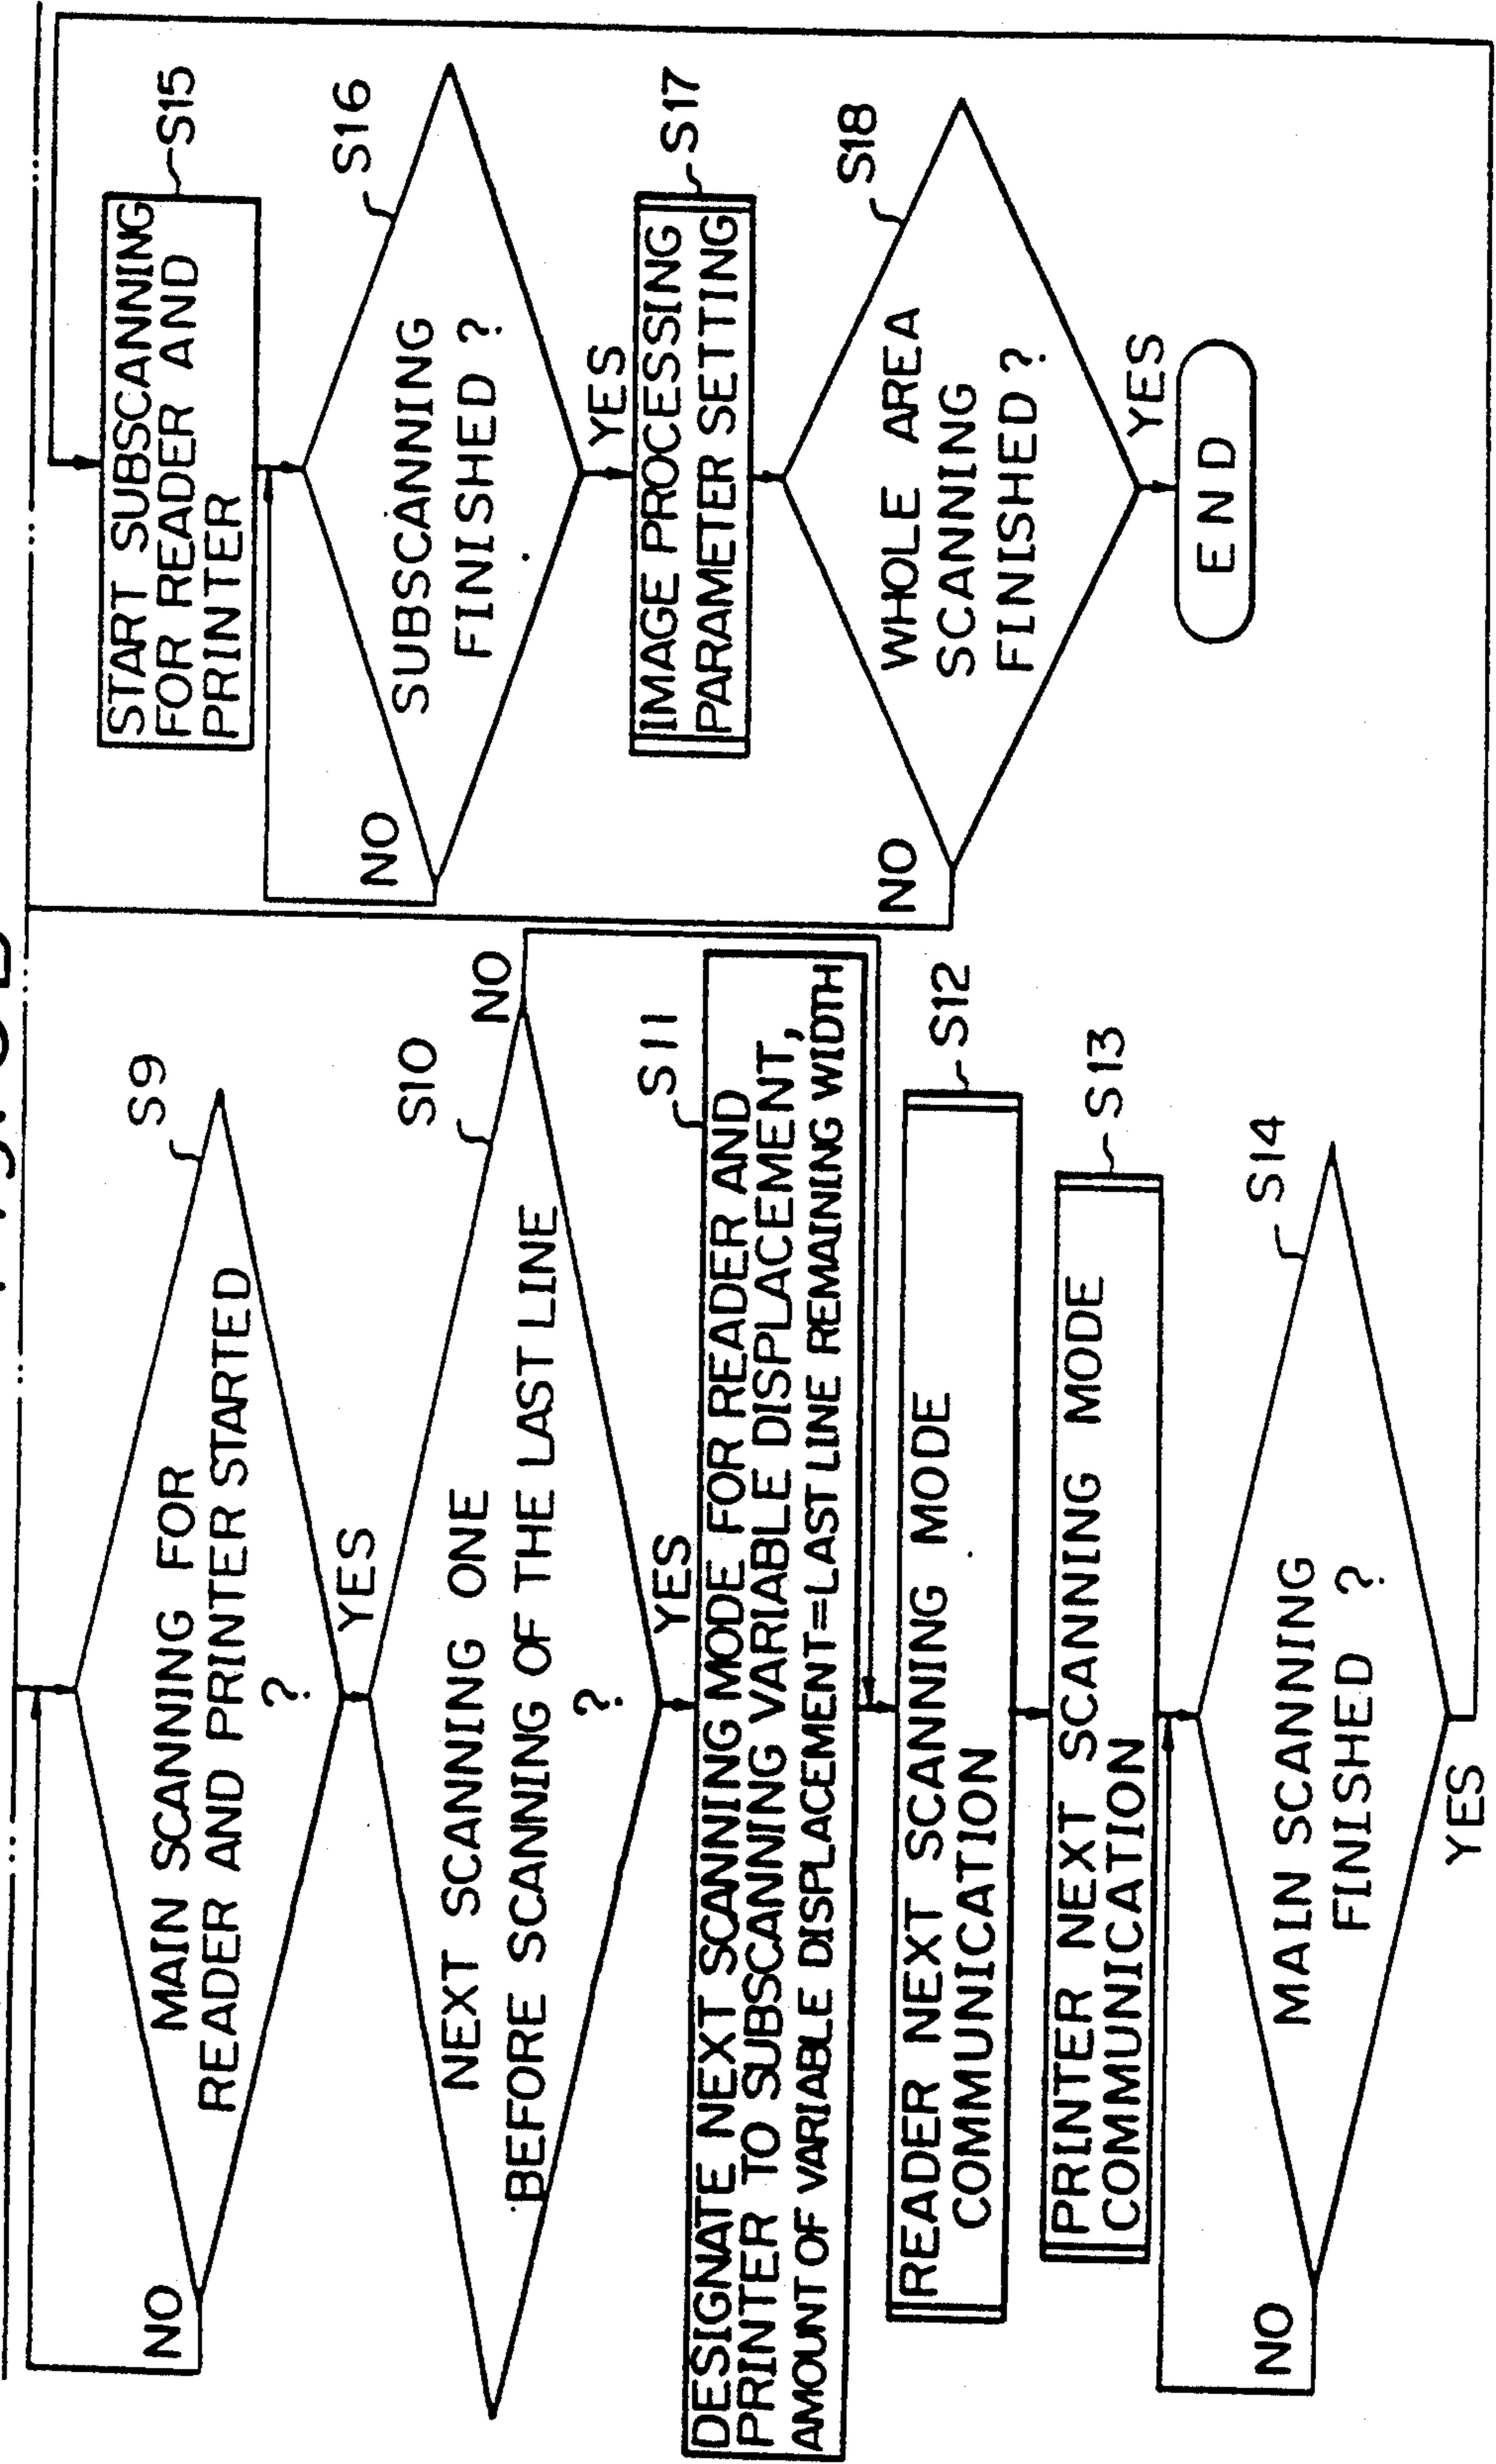 S9
MAIN SCANNING FOR
READER AND PRINTER STARTED
?
NO
YES
S10
NEXT SCANNING ONE
BEFORE SCANNING OF THE LAST LINE
?
NO
YES
S11
DESIGNATE NEXT SCANNING MODE FOR READER AND
PRINTER TO SUBSCANNING VARIABLE DISPLACEMENT,
AMOUNT OF VARIABLE DISPLACEMENT=LAST LINE REMAINING WIDTH
S12
READER NEXT SCANNING MODE
COMMUNICATION
S13
PRINTER NEXT SCANNING MODE
COMMUNICATION
S14
MAIN SCANNING
FINISHED ?
NO
YES
START SUBSCANNING
FOR READER AND
PRINTER
S15
S16
SUBSCANNING
FINISHED ?
NO
YES
IMAGE PROCESSING
PARAMETER SETTING
S17
S18
WHOLE AREA
SCANNING
FINISHED ?
NO
YES
END